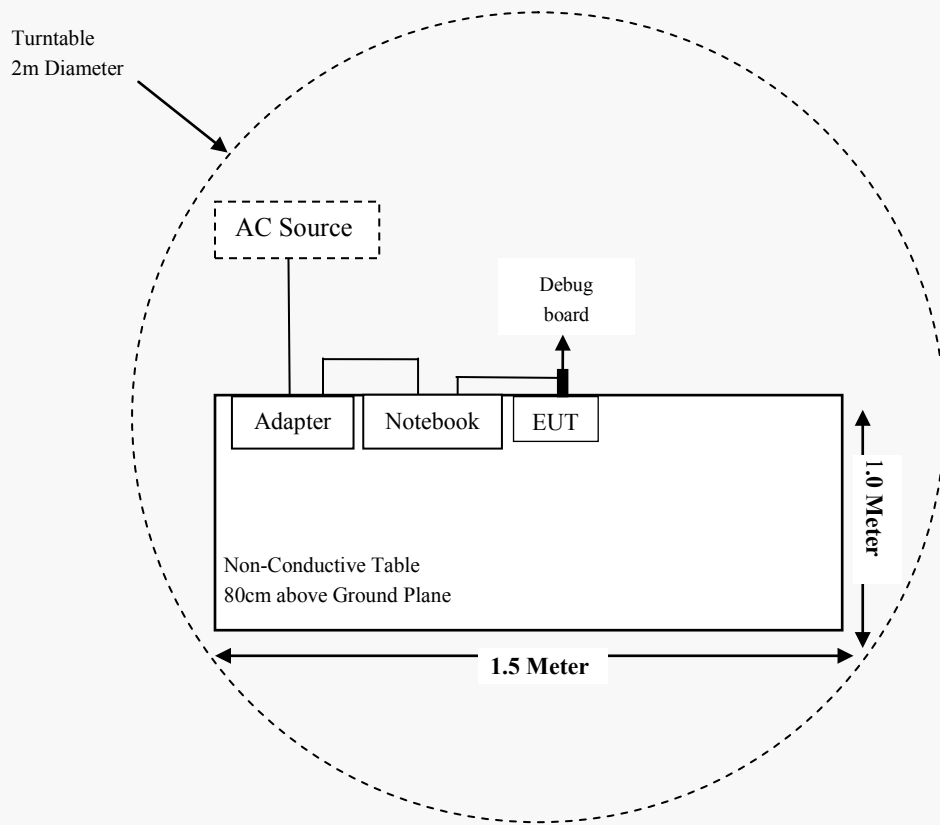 Turntable
2m Diameter
AC Source
Debug
board
Adapter
Notebook
EUT
1.0 Meter
Non-Conductive Table
80cm above Ground Plane
1.5 Meter